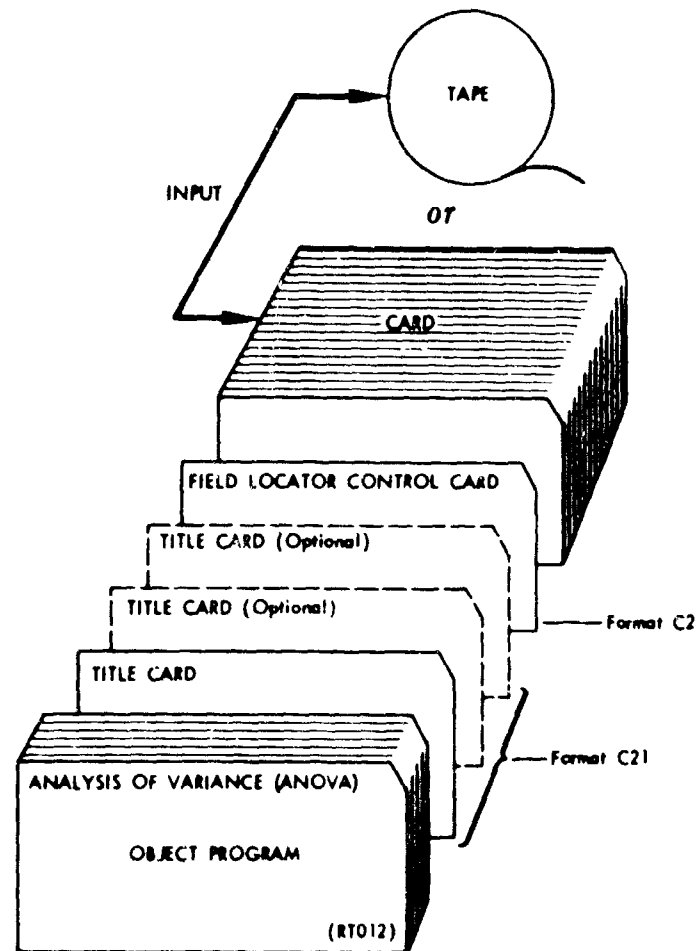 TAPE
INPUT
or
CARD
FIELD LOCATOR CONTROL CARD
TITLE CARD (Optional)
TITLE CARD (Optional)
Format C2
TITLE CARD
Format C21
ANALYSIS OF VARIANCE (ANOVA)
OBJECT PROGRAM
(RT012)